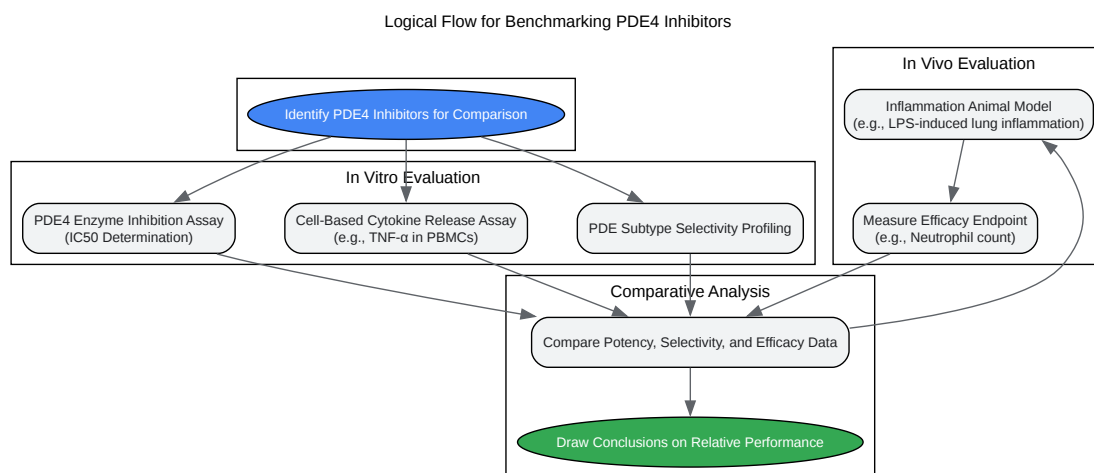 Logical Flow for Benchmarking PDE4 Inhibitors
In Vivo Evaluation
Inflammation Animal Model
(e.g., LPS-induced lung inflammation)
Identify PDE4 Inhibitors for Comparison
In Vitro Evaluation
PDE4 Enzyme Inhibition Assay
(IC50 Determination)
Cell-Based Cytokine Release Assay
(e.g., TNF-α in PBMCs)
PDE Subtype Selectivity Profiling
Measure Efficacy Endpoint
(e.g., Neutrophil count)
Comparative Analysis
Compare Potency, Selectivity, and Efficacy Data
Draw Conclusions on Relative Performance